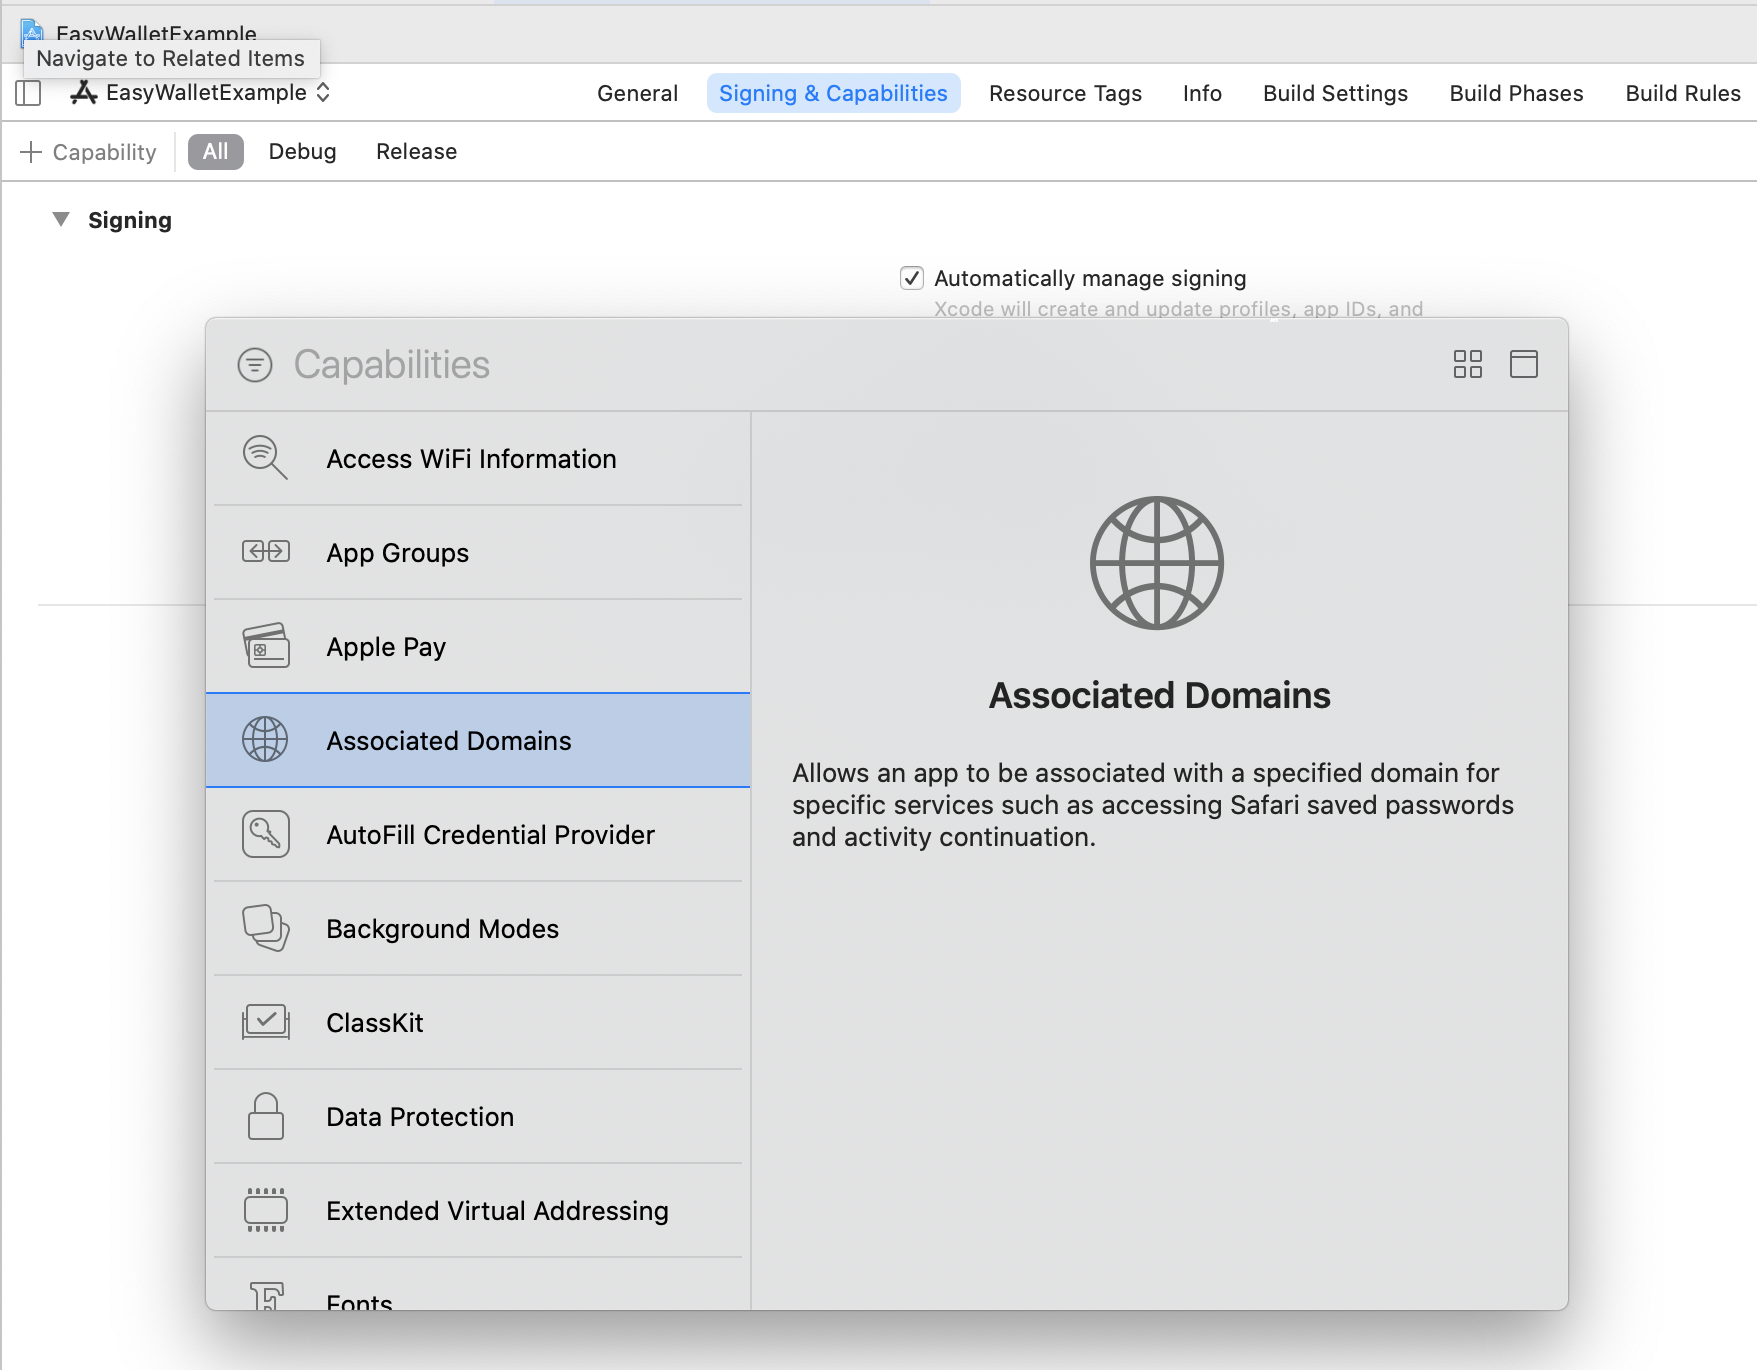 EasyWalletExample
Navigate to Related Items
EasyWalletExample
General Signing & Capabilities Resource Tags Info Build Settings Build Phases Build Rules
Capability All Debug Release
Signing
Automatically manage signing
Xcode will create and update profiles, app IDs, and
Capabilities
Access WiFi Information
App Groups
Apple Pay
Associated Domains
AutoFill Credential Provider
Background Modes
ClassKit
Data Protection
Extended Virtual Addressing
Fonts
Associated Domains
Allows an app to be associated with a specified domain for
specific services such as accessing Safari saved passwords
and activity continuation.